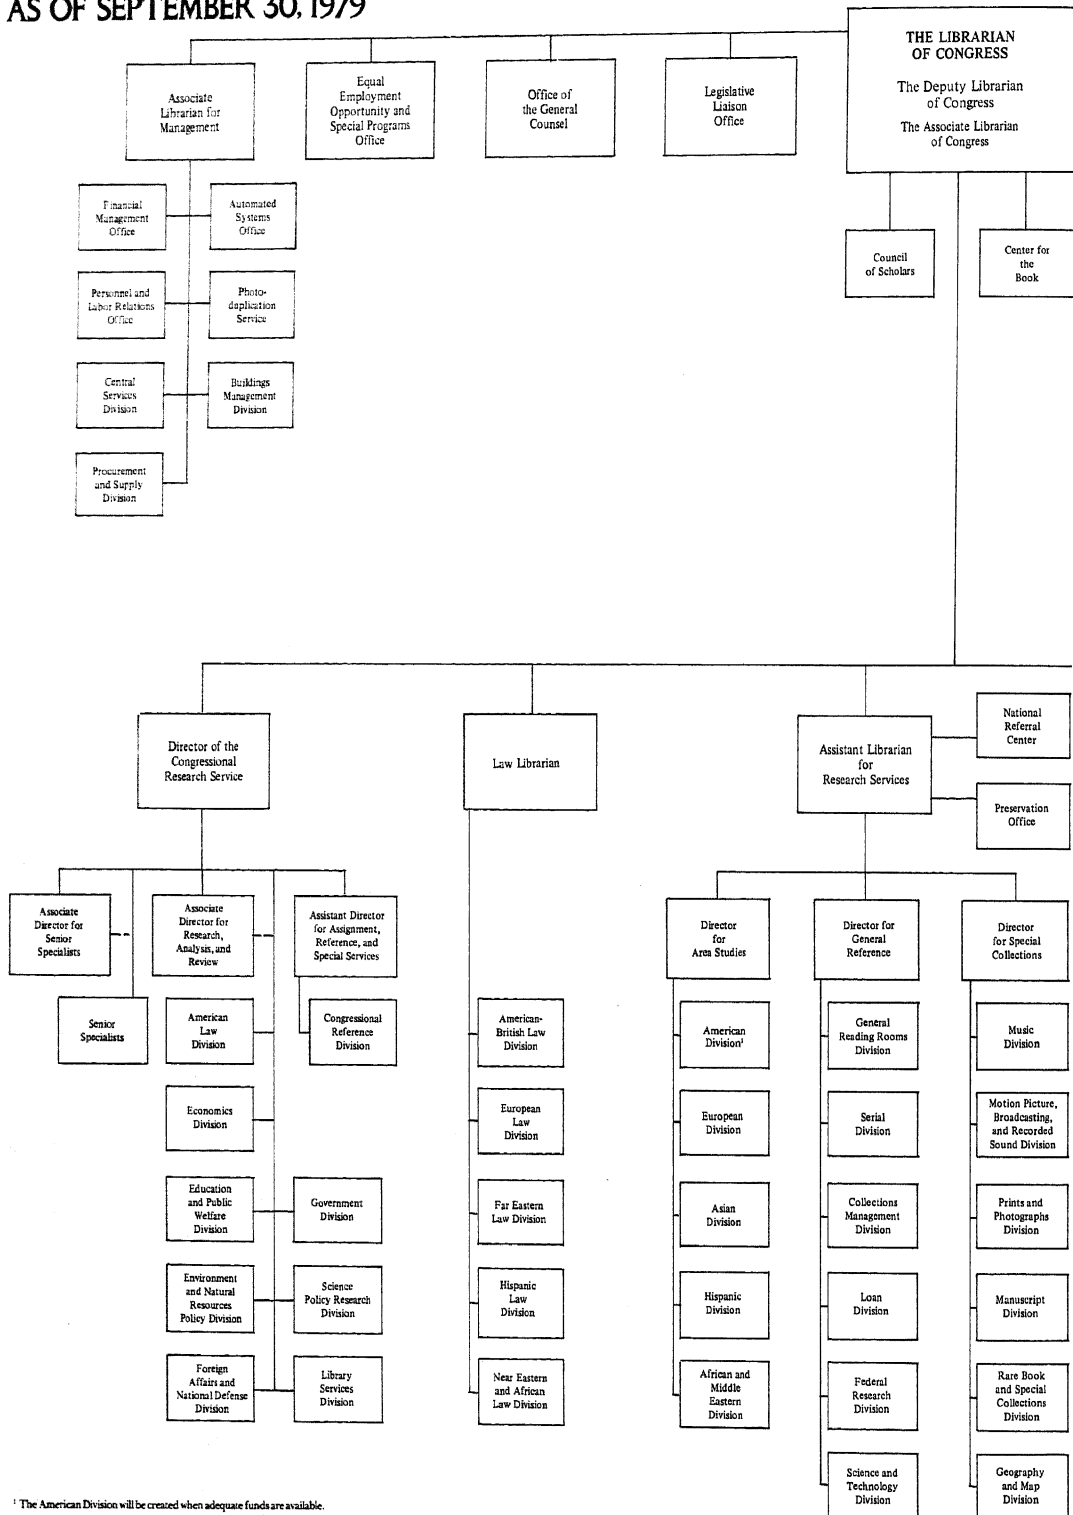 AS OF SEPTEMBER 30, 1979
THE LIBRARIAN
OF CONGRESS
The Deputy Librarian
of Congress
The Associate Librarian
of Congress
Associate
Librarian for
Management
Equal
Employment
Opportunity and
Special Programs
Office
Office of
the General
Counsel
Legislative
Liaison
Office
Financial
Management
Office
Automated
Systems
Office
Personnel and
Labor Relations
Office
Photo-
duplication
Service
Central
Services
Division
Buildings
Management
Division
Procurement
and Supply
Division
Council
of Scholars
Center for
the
Book
Director of the
Congressional
Research Service
Law Librarian
Assistant Librarian
for
Research Services
National
Referral
Center
Preservation
Office
Associate
Director for
Senior
Specialists
Associate
Director for
Research,
Analysis, and
Review
Assistant Director
for Assignment,
Reference, and
Special Services
Senior
Specialists
American
Law
Division
Congressional
Reference
Division
Economics
Division
Education
and Public
Welfare
Division
Government
Division
Environment
and Natural
Resources
Policy Division
Science
Policy Research
Division
Foreign
Affairs and
National Defense
Division
Library
Services
Division
American-
British Law
Division
European
Law
Division
Far Eastern
Law Division
Hispanic
Law
Division
Near Eastern
and African
Law Division
Director
for
Area Studies
Director for
General
Reference
Director
for Special
Collections
American
Division¹
European
Division
Asian
Division
Hispanic
Division
African and
Middle
Eastern
Division
General
Reading Rooms
Division
Serial
Division
Collections
Management
Division
Loan
Division
Federal
Research
Division
Science and
Technology
Division
Music
Division
Motion Picture,
Broadcasting,
and Recorded
Sound Division
Prints and
Photographs
Division
Manuscript
Division
Rare Book
and Special
Collections
Division
Geography
and Map
Division
¹ The American Division will be created when adequate funds are available.